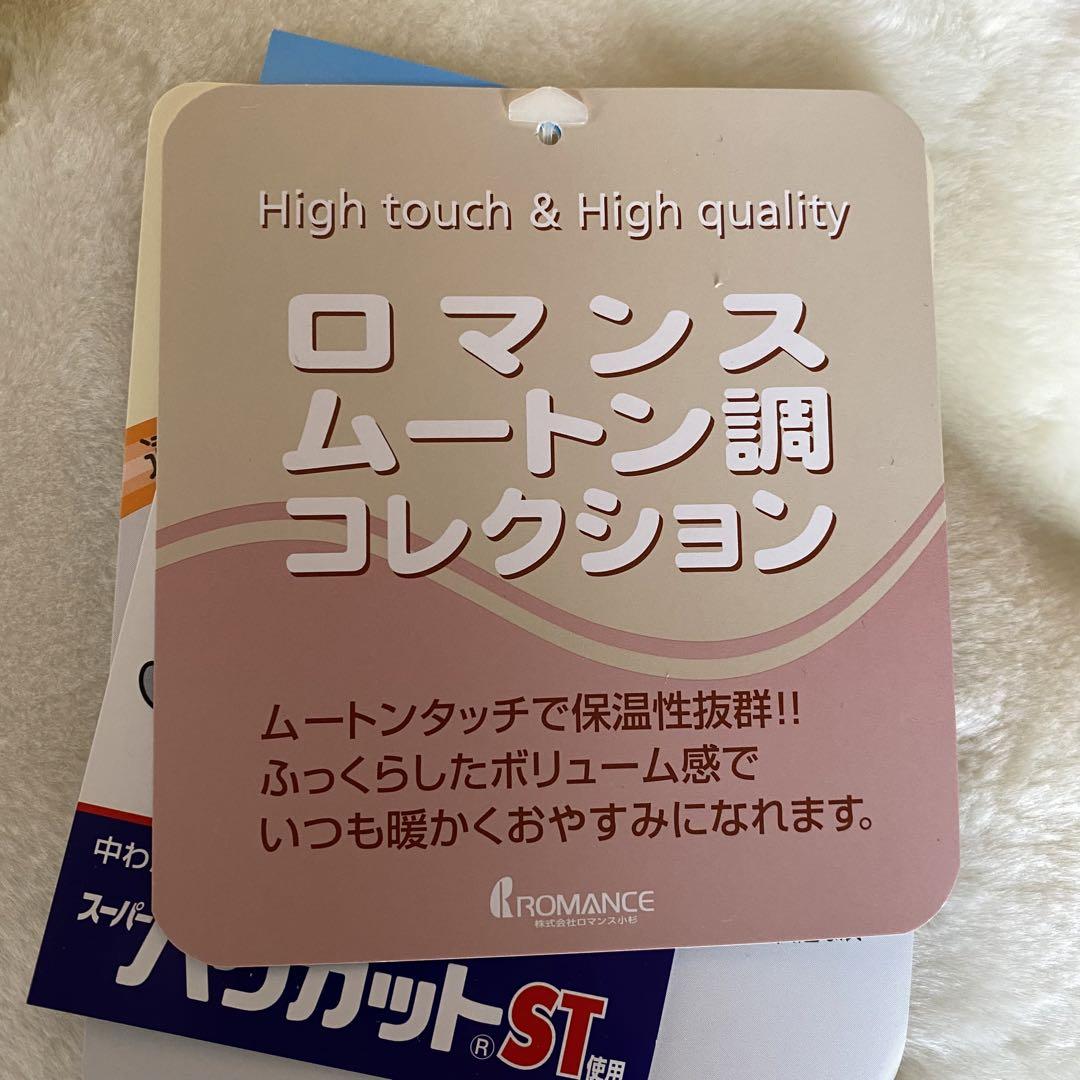 High touch & High quality
ロマンス
ムートン調
コレクション
ムートンタッチで保温性抜群!!
ふっくらしたボリューム感で
いつも暖かくおやすみになれます。
ROMANCE
株式会社ロマンス小杉
中わ
スーパー
カット®ST
使用